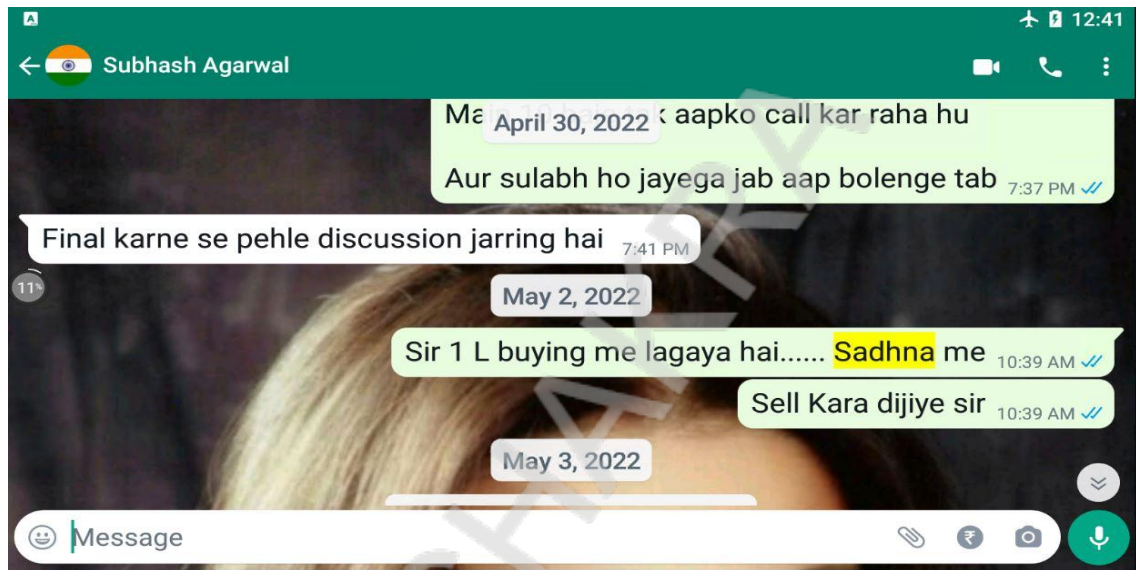 12:41
Subhash Agarwal
Ma k aapko call kar raha hu
April 30, 2022
Aur sulabh ho jayega jab aap bolenge tab 7:37 PM
Final karne se pehle discussion jarring hai 7:41 PM
11%
May 2, 2022
Sir 1 L buying me lagaya hai...... Sadhna me 10:39 AM
Sell Kara dijiye sir 10:39 AM
May 3, 2022
Message